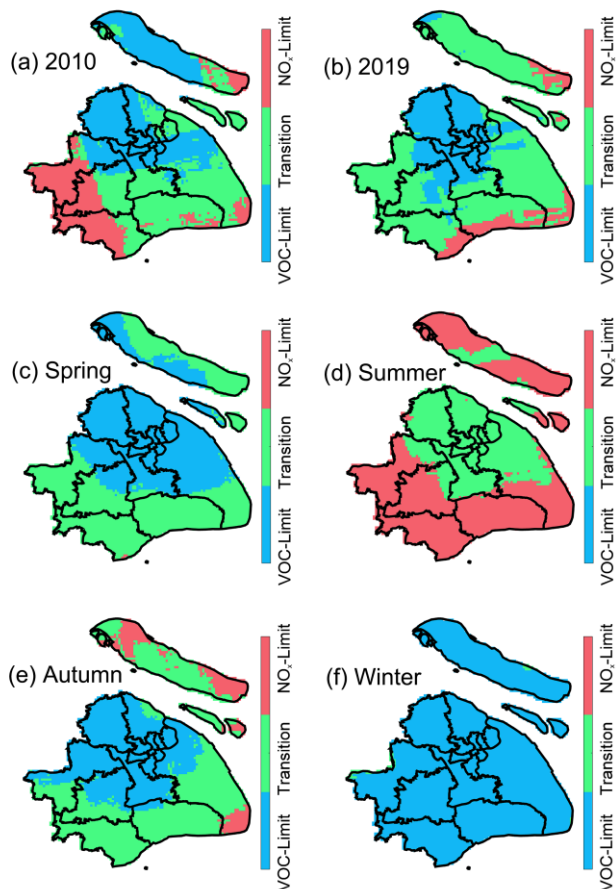 (a) 2010
VOC-Limit Transition NOₓ-Limit
(b) 2019
VOC-Limit Transition NOₓ-Limit
(c) Spring
VOC-Limit Transition NOₓ-Limit
(d) Summer
VOC-Limit Transition NOₓ-Limit
(e) Autumn
VOC-Limit Transition NOₓ-Limit
(f) Winter
VOC-Limit Transition NOₓ-Limit